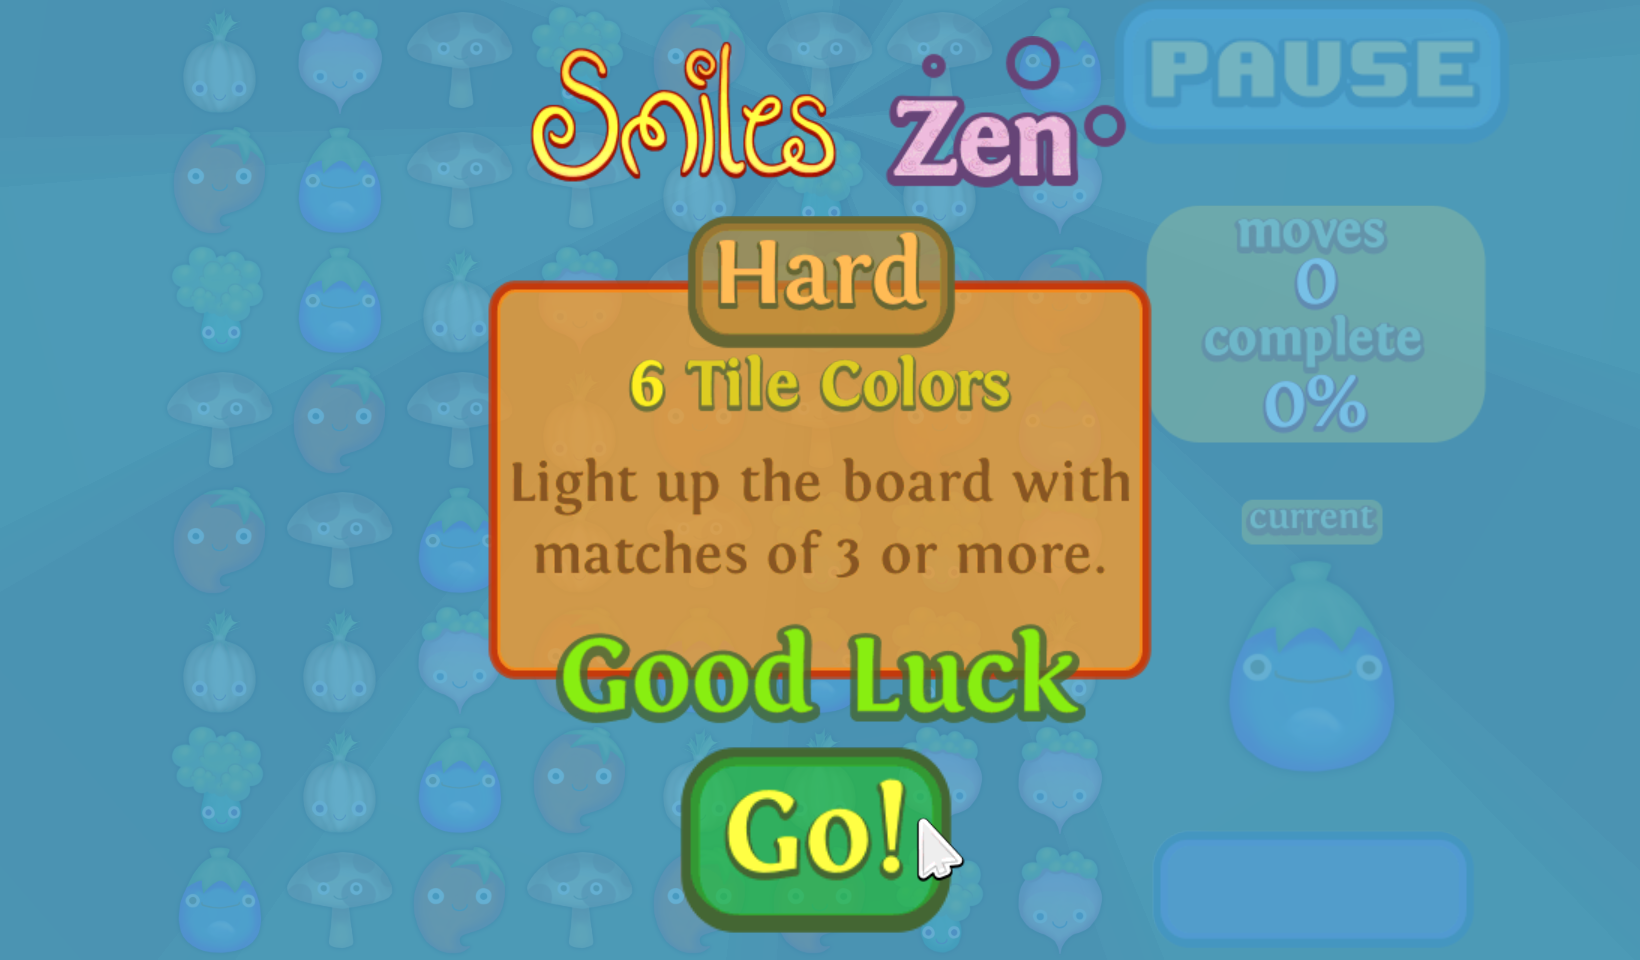 Smiles Zen
PAUSE
Hard
6 Tile Colors
Light up the board with
matches of 3 or more.
Good Luck
Go!
moves
0
complete
0%
current